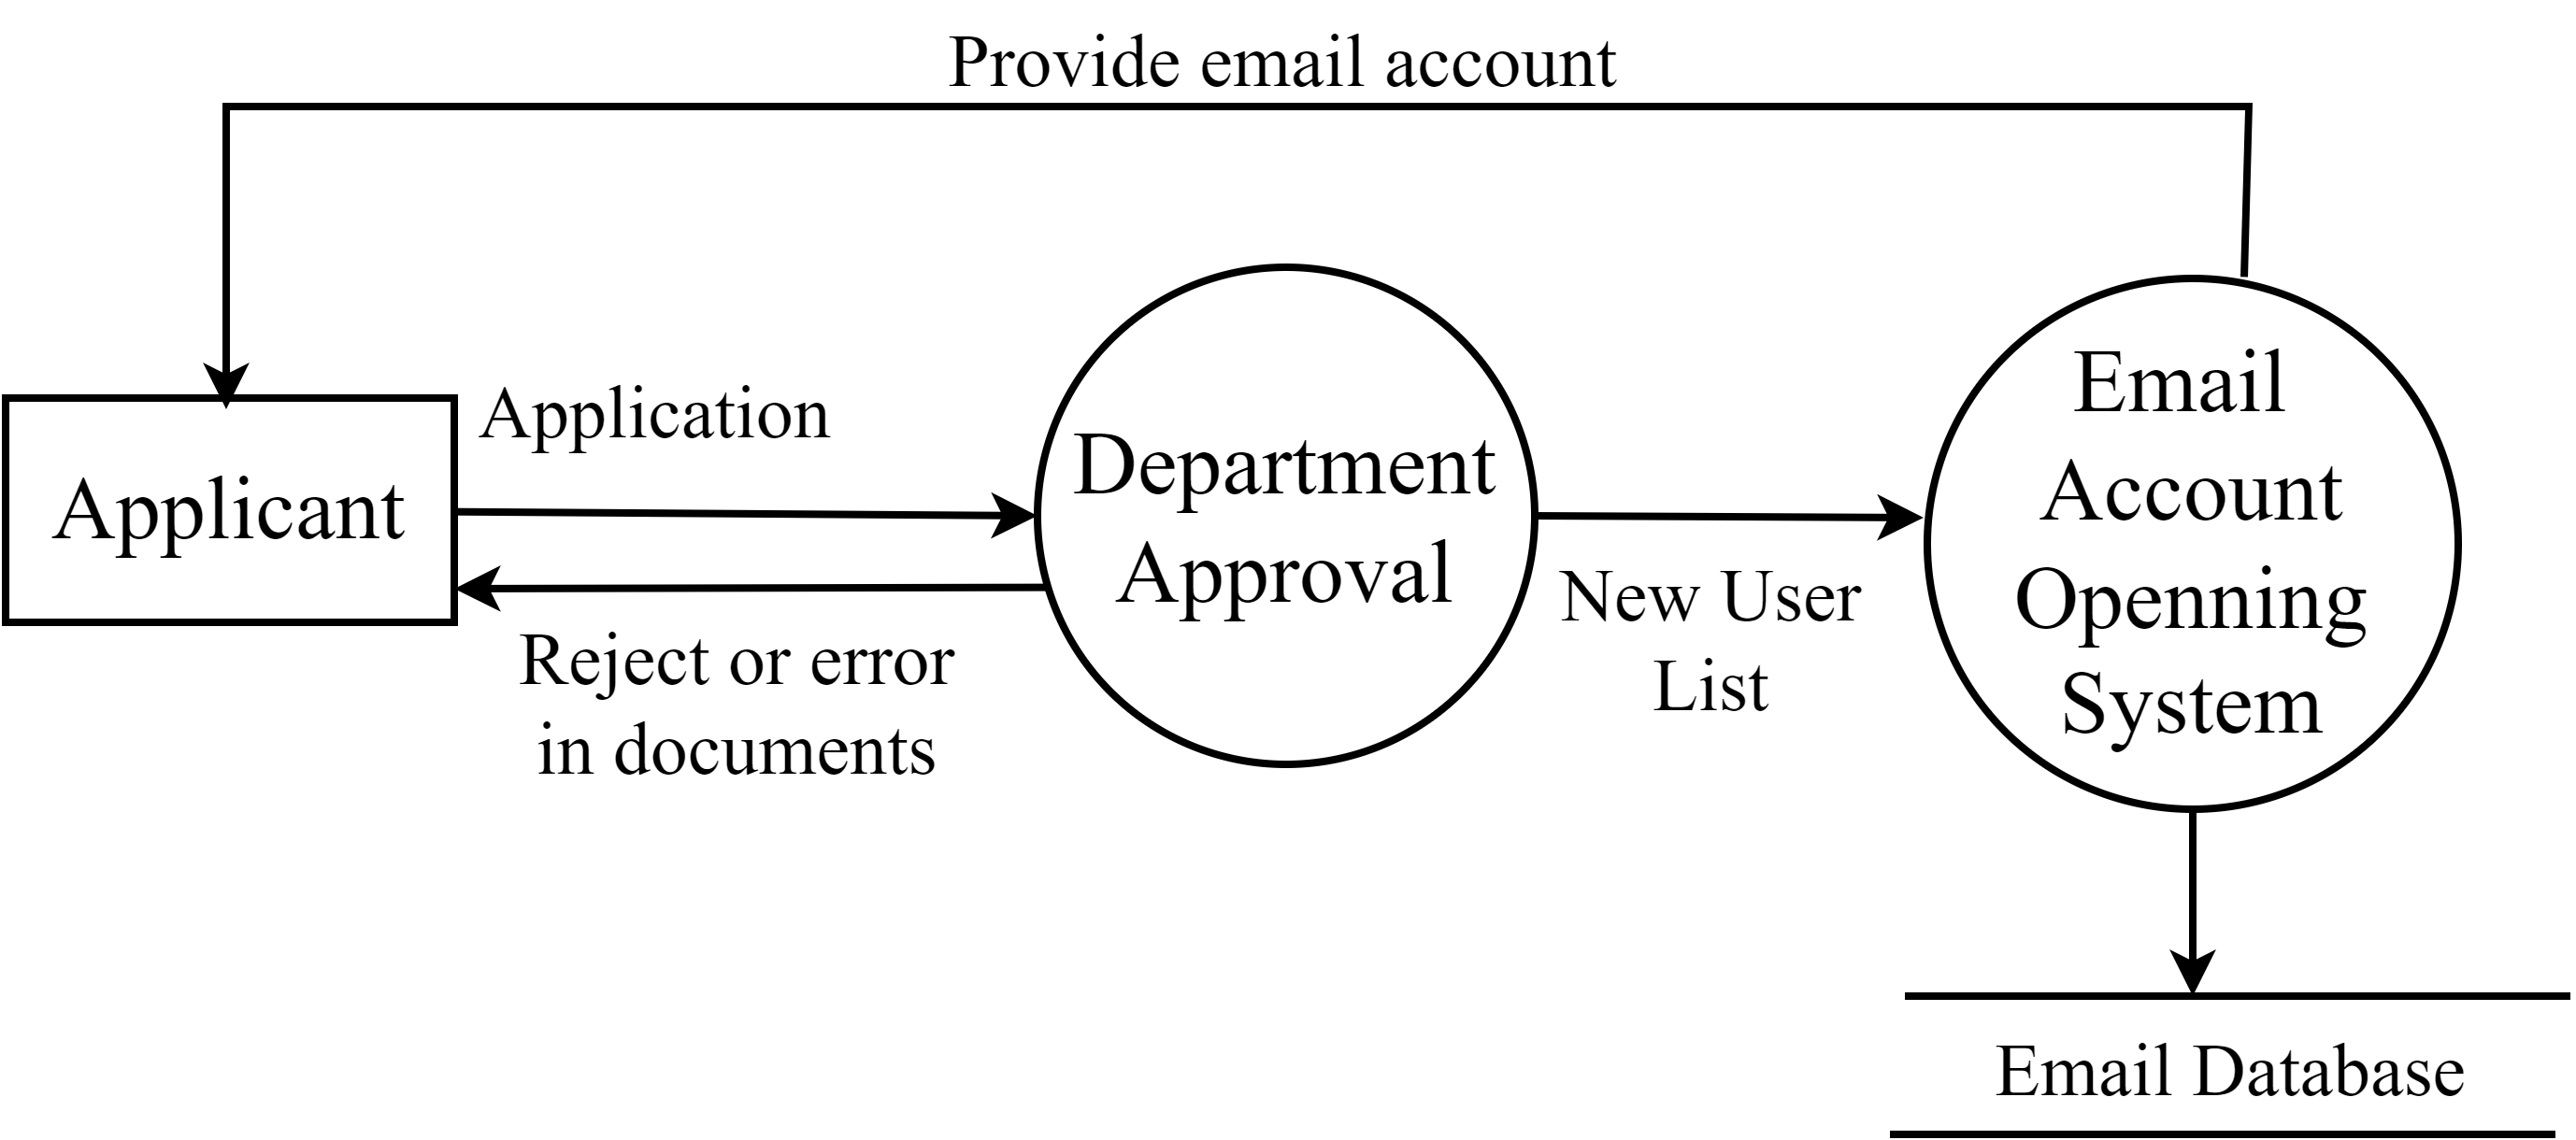 Provide email account
Applicant
Application
Reject or error
in documents
Department
Approval
New User
List
Email
Account
Openning
System
Email Database